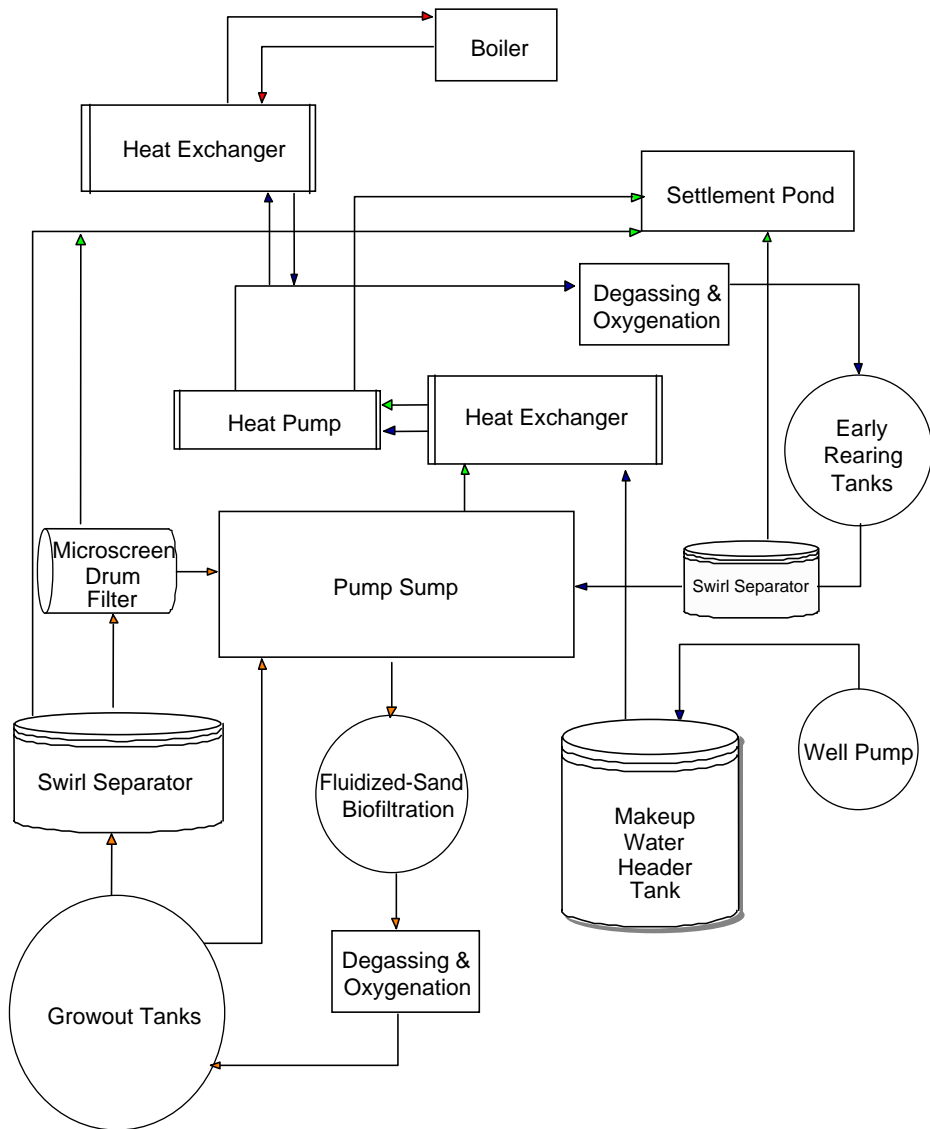 Boiler
Heat Exchanger
Settlement Pond
Degassing &
Oxygenation
Heat Pump
Heat Exchanger
Early
Rearing
Tanks
Microscreen
Drum
Filter
Pump Sump
Swirl Separator
Swirl Separator
Fluidized-Sand
Biofiltration
Well Pump
Makeup
Water
Header
Tank
Degassing &
Oxygenation
Growout Tanks